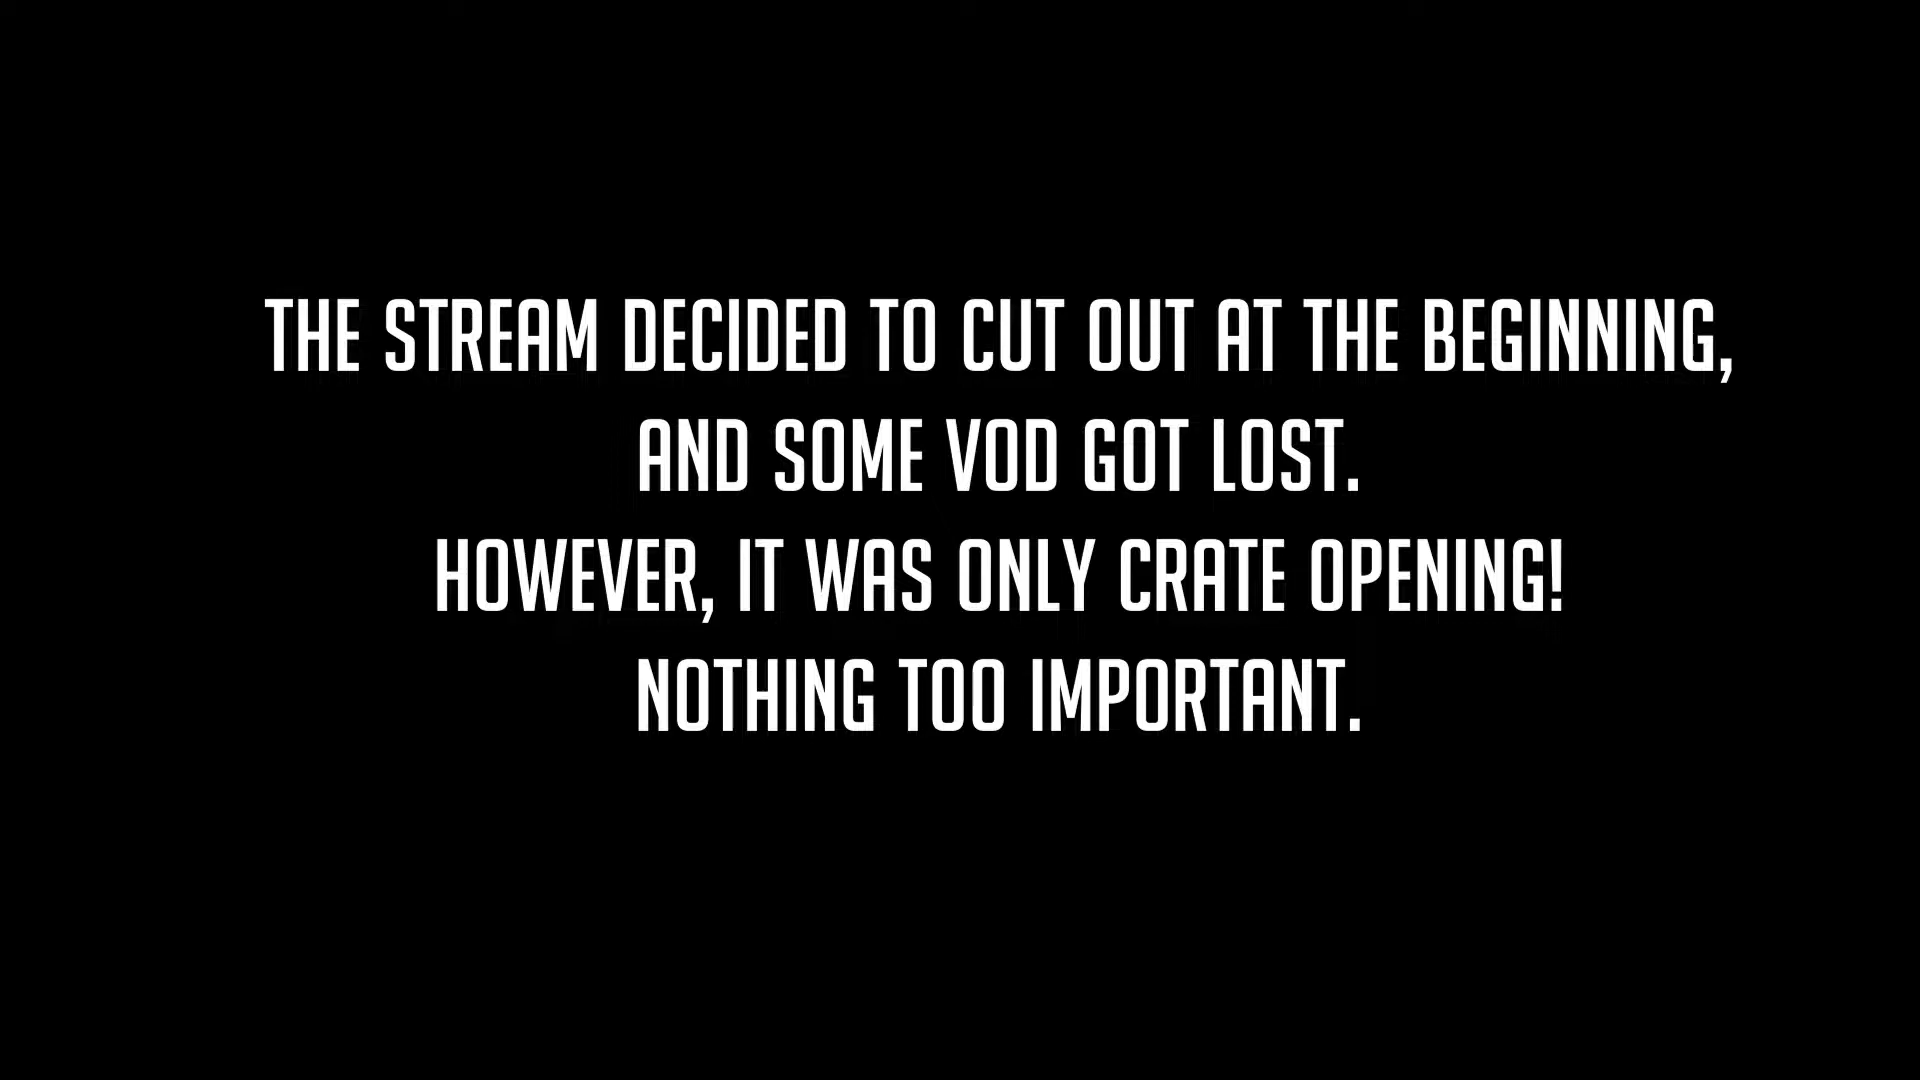 THE STREAM DECIDED TO CUT OUT AT THE BEGINNING,
AND SOME VOD GOT LOST.
HOWEVER, IT WAS ONLY CRATE OPENING!
NOTHING TOO IMPORTANT.